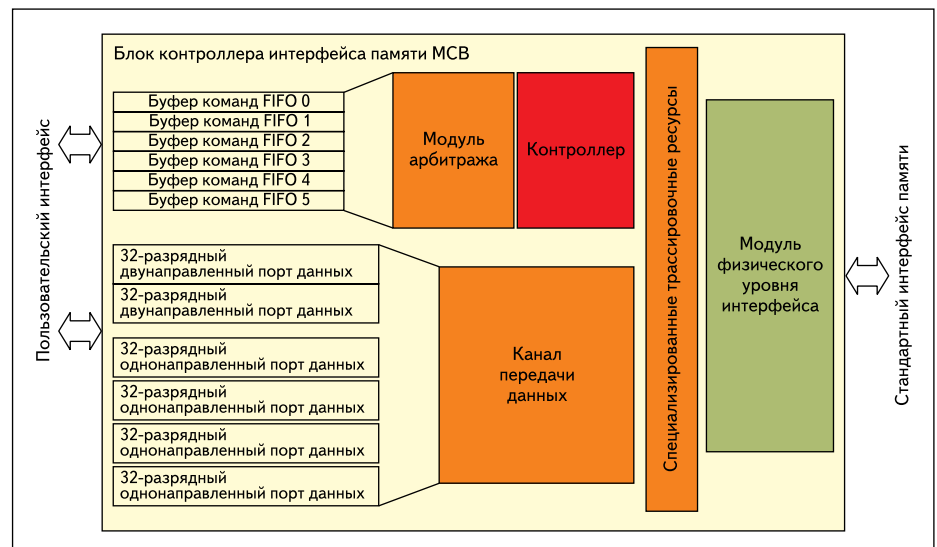 Блок контроллера интерфейса памяти МСВ
Пользовательский интерфейс
Буфер команд FIFO 0
Буфер команд FIFO 1
Буфер команд FIFO 2
Буфер команд FIFO 3
Буфер команд FIFO 4
Буфер команд FIFO 5
Модуль
арбитража
Контроллер
32-разрядный
двунаправленный порт данных
32-разрядный
двунаправленный порт данных
32-разрядный
однонаправленный порт данных
32-разрядный
однонаправленный порт данных
32-разрядный
однонаправленный порт данных
32-разрядный
однонаправленный порт данных
Канал
передачи
данных
Специализированные трассировочные ресурсы
Модуль
физического
уровня
интерфейса
Стандартный интерфейс памяти